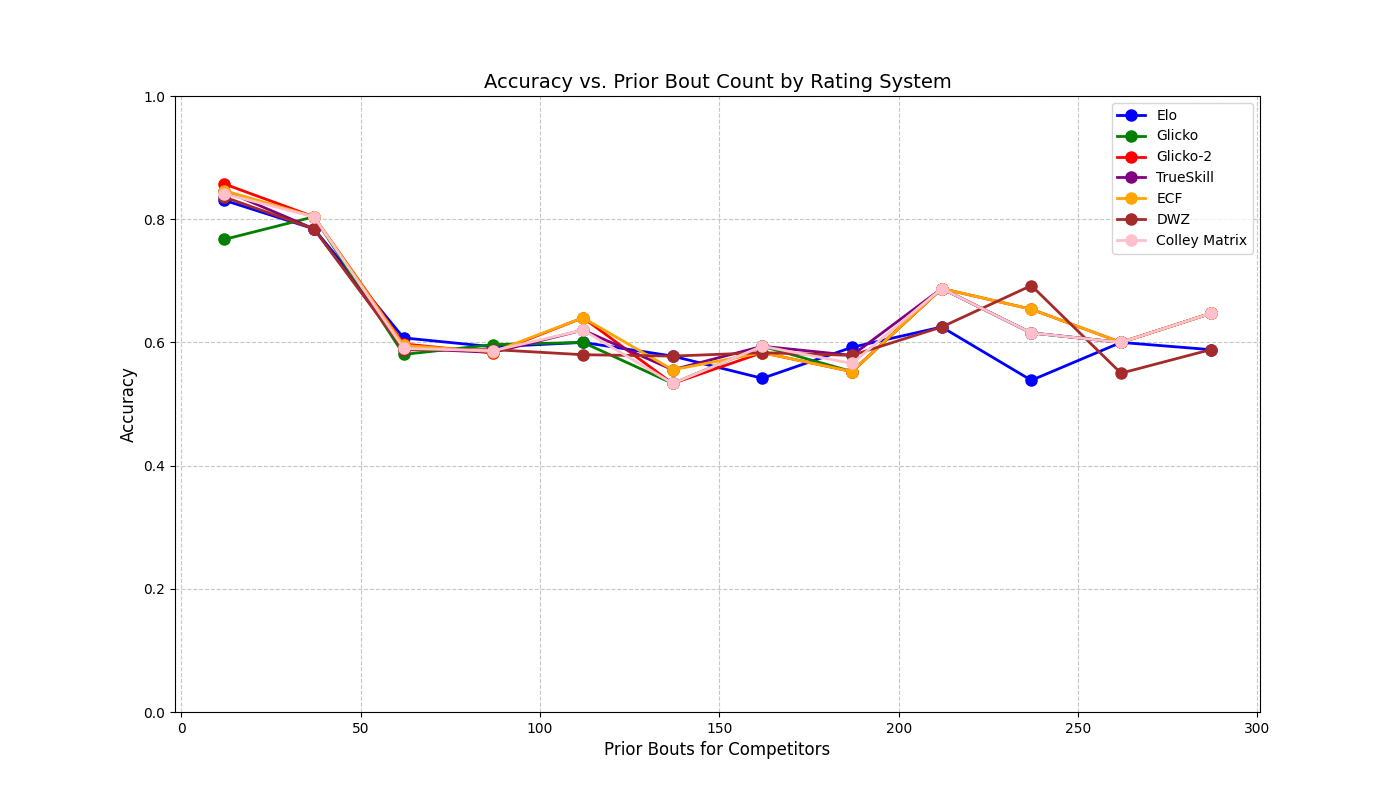 Accuracy vs. Prior Bout Count by Rating System
1.0
0.8
0.6
0.4
0.2
0.0
Accuracy
0 50 100 150 200 250 300
Prior Bouts for Competitors
Elo
Glicko
Glicko-2
TrueSkill
ECF
DWZ
Colley Matrix